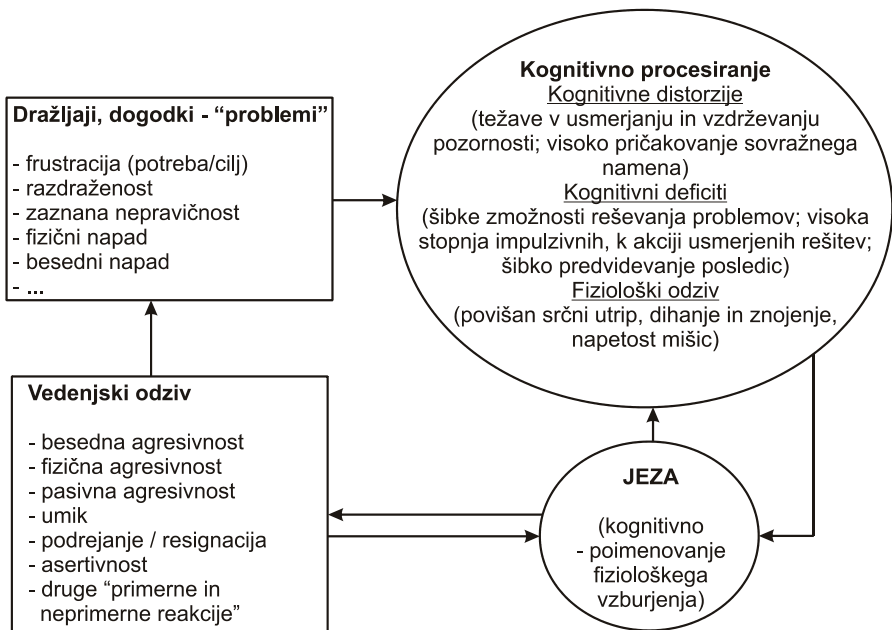 Dražljaji, dogodki - “problemi”
- frustracija (potreba/cilj)
- razdraženost
- zaznana nepravičnost
- fizični napad
- besedni napad
- ...
Kognitivno procesiranje
Kognitivne distorzije
(težave v usmerjanju in vzdrževanju
pozornosti; visoko pričakovanje sovražnega
namena)
Kognitivni deficiti
(šibke zmožnosti reševanja problemov; visoka
stopnja impulzivnih, k akciji usmerjenih rešitev;
šibko predvidevanje posledic)
Fiziološki odziv
(povišan srčni utrip, dihanje in znojenje,
napetost mišic)
Vedenjski odziv
- besedna agresivnost
- fizična agresivnost
- pasivna agresivnost
- umik
- podrejanje / resignacija
- asertivnost
- druge “primerne in
neprimerne reakcije”
JEZA
(kognitivno
- poimenovanje
fiziološkega
vzburjenja)